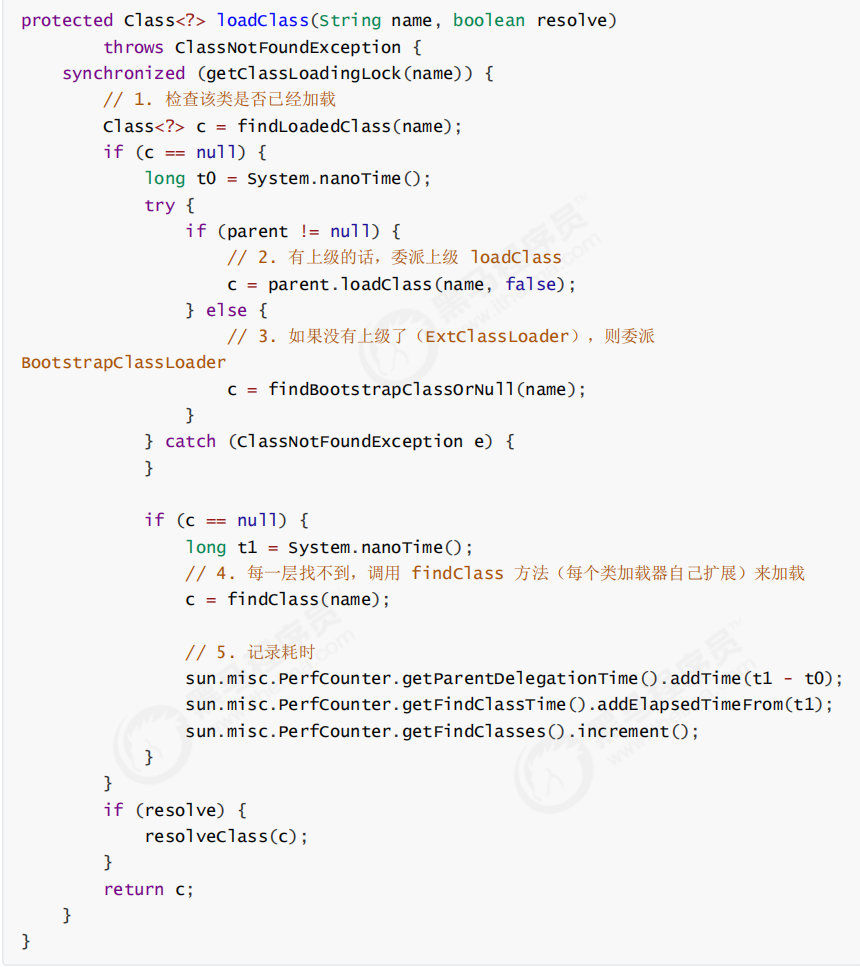 protected Class<?> loadClass(String name, boolean resolve)
        throws ClassNotFoundException {
    synchronized (getClassLoadingLock(name)) {
        // 1. 检查该类是否已经加载
        Class<?> c = findLoadedClass(name);
        if (c == null) {
            long t0 = System.nanoTime();
            try {
                if (parent != null) {
                    // 2. 有上级的话，委派上级 loadClass
                    c = parent.loadClass(name, false);
                } else {
                    // 3. 如果没有上级了（ExtClassLoader），则委派
BootstrapClassLoader
                    c = findBootstrapClassOrNull(name);
                }
            } catch (ClassNotFoundException e) {
            }

            if (c == null) {
                long t1 = System.nanoTime();
                // 4. 每一层找不到，调用 findClass 方法（每个类加载器自己扩展）来加载
                c = findClass(name);

                // 5. 记录耗时
                sun.misc.PerfCounter.getParentDelegationTime().addTime(t1 - t0);
                sun.misc.PerfCounter.getFindClassTime().addElapsedTimeFrom(t1);
                sun.misc.PerfCounter.getFindClasses().increment();
            }
        }
        if (resolve) {
            resolveClass(c);
        }
        return c;
    }
}